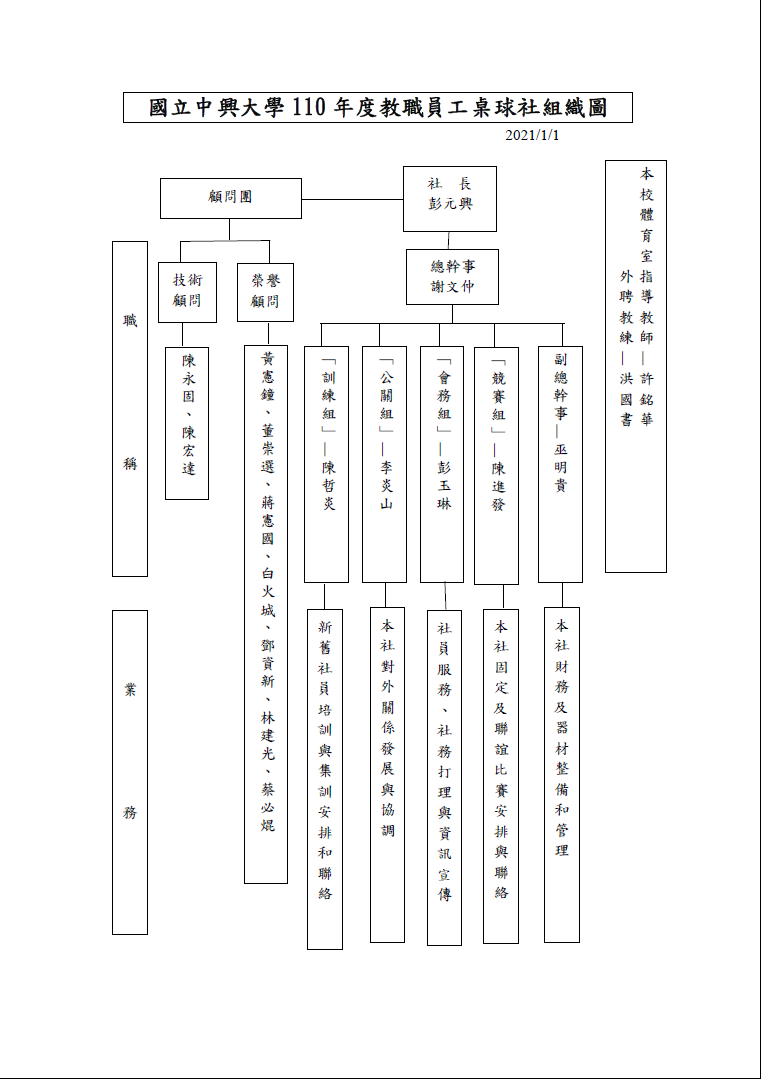 國立中興大學 110 年度教職員工桌球社組織圖
2021/1/1
顧問團
社 長
彭元興
本校體育室指導教師—許銘華
外聘教練—洪國書
總幹事
謝文仲
職稱
技術
顧問
榮譽
顧問
陳永固、陳宏達
黃憲鐘、董崇選、蔣憲國、白火城、鄧資新、林建光、蔡必焜
「訓練組」—陳哲炎
「公關組」—李炎山
「會務組」—彭玉琳
「競賽組」—陳進發
副總幹事—巫明貴
業務
新舊社員培訓與集訓安排和聯絡
本社對外關係發展與協調
社員服務、社務打理與資訊宣傳
本社固定及聯誼比賽安排與聯絡
本社財務及器材整備和管理